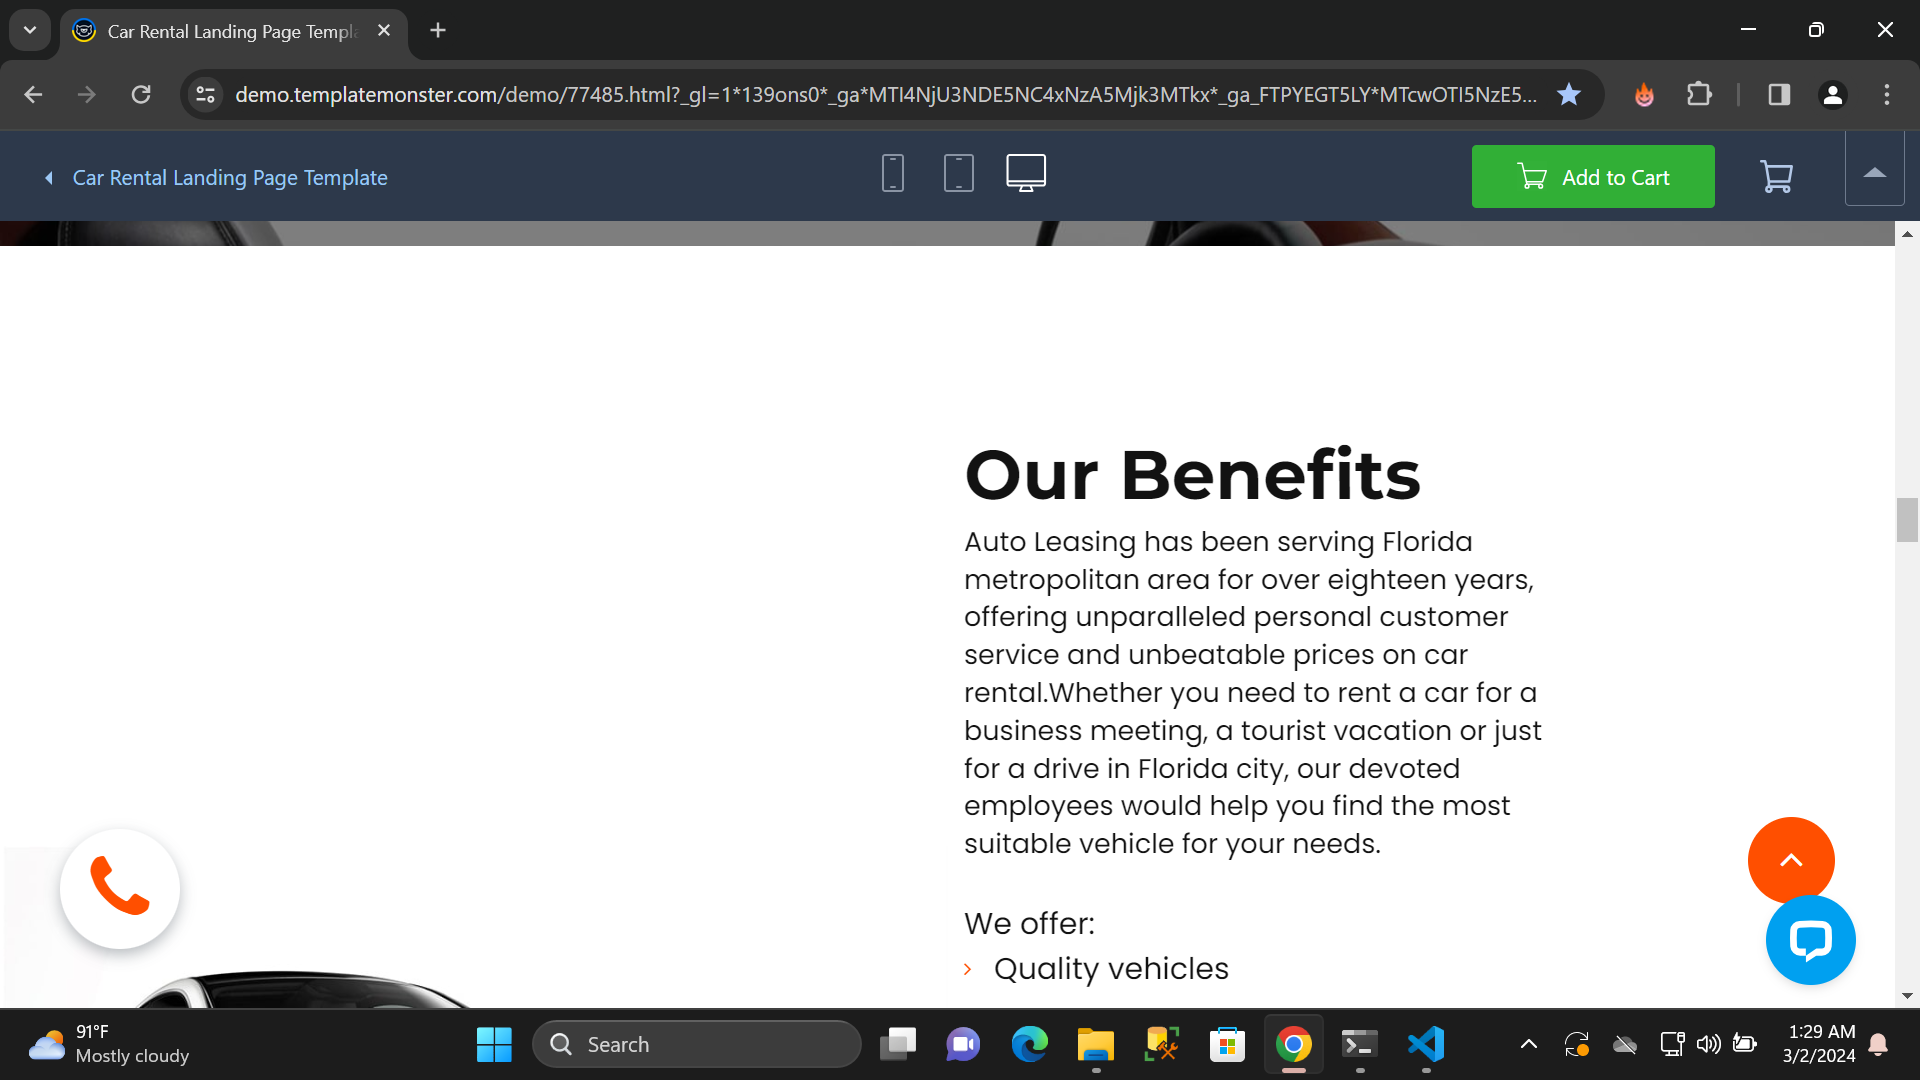 Car Rental Landing Page Templa
demo.templatemonster.com/demo/77485.html?_gl=1*139ons0*_ga*MTI4NjU3NDE5NC4xNzA5Mjk3MTkx*_ga_FTPYEGT5LY*MTcwOTI5NzE5...
Car Rental Landing Page Template
Add to Cart
Our Benefits
Auto Leasing has been serving Florida
metropolitan area for over eighteen years,
offering unparalleled personal customer
service and unbeatable prices on car
rental.Whether you need to rent a car for a
business meeting, a tourist vacation or just
for a drive in Florida city, our devoted
employees would help you find the most
suitable vehicle for your needs.
We offer:
Quality vehicles
91°F
Mostly cloudy
Search
1:29 AM
3/2/2024